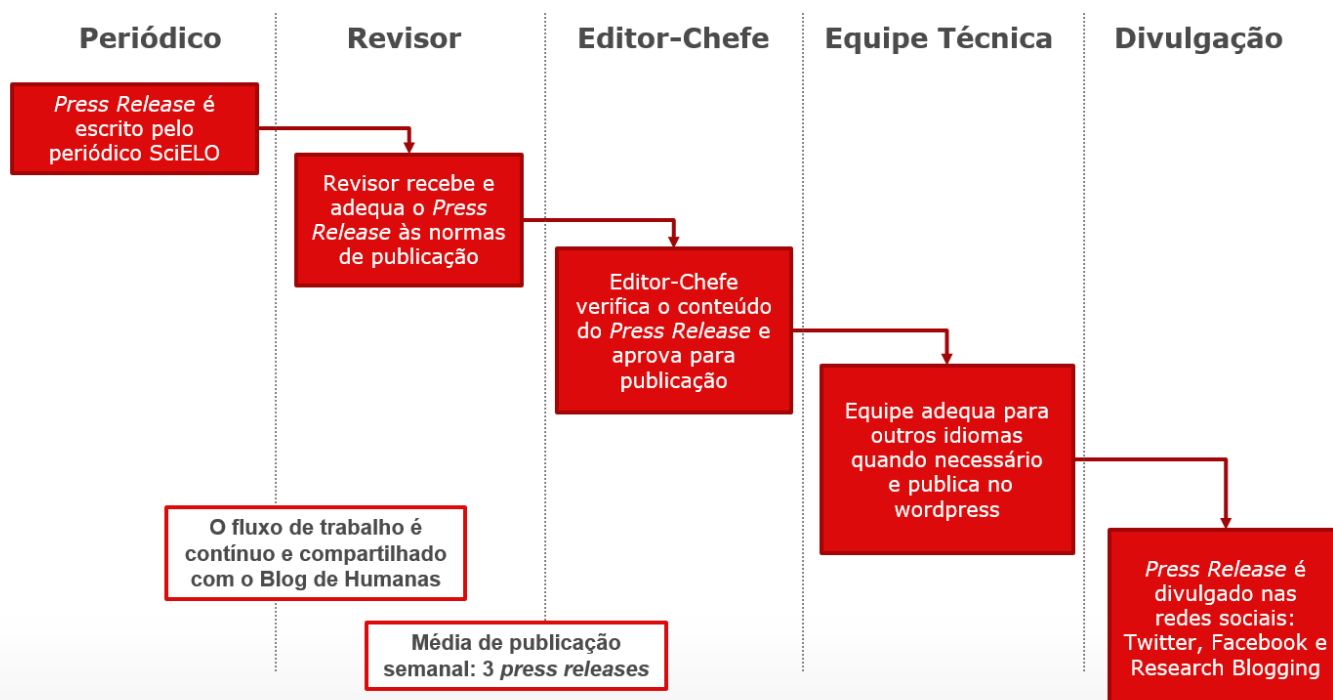 Periódico
Revisor
Editor-Chefe
Equipe Técnica
Divulgação
Press Release é
escrito pelo
periódico SciELO
Revisor recebe e
adequa o Press
Release às normas
de publicação
Editor-Chefe
verifica o conteúdo
do Press Release e
aprova para
publicação
Equipe adequa para
outros idiomas
quando necessário
e publica no
wordpress
Press Release é
divulgado nas
redes sociais:
Twitter, Facebook e
Research Blogging
O fluxo de trabalho é
contínuo e compartilhado
com o Blog de Humanas
Média de publicação
semanal: 3 press releases